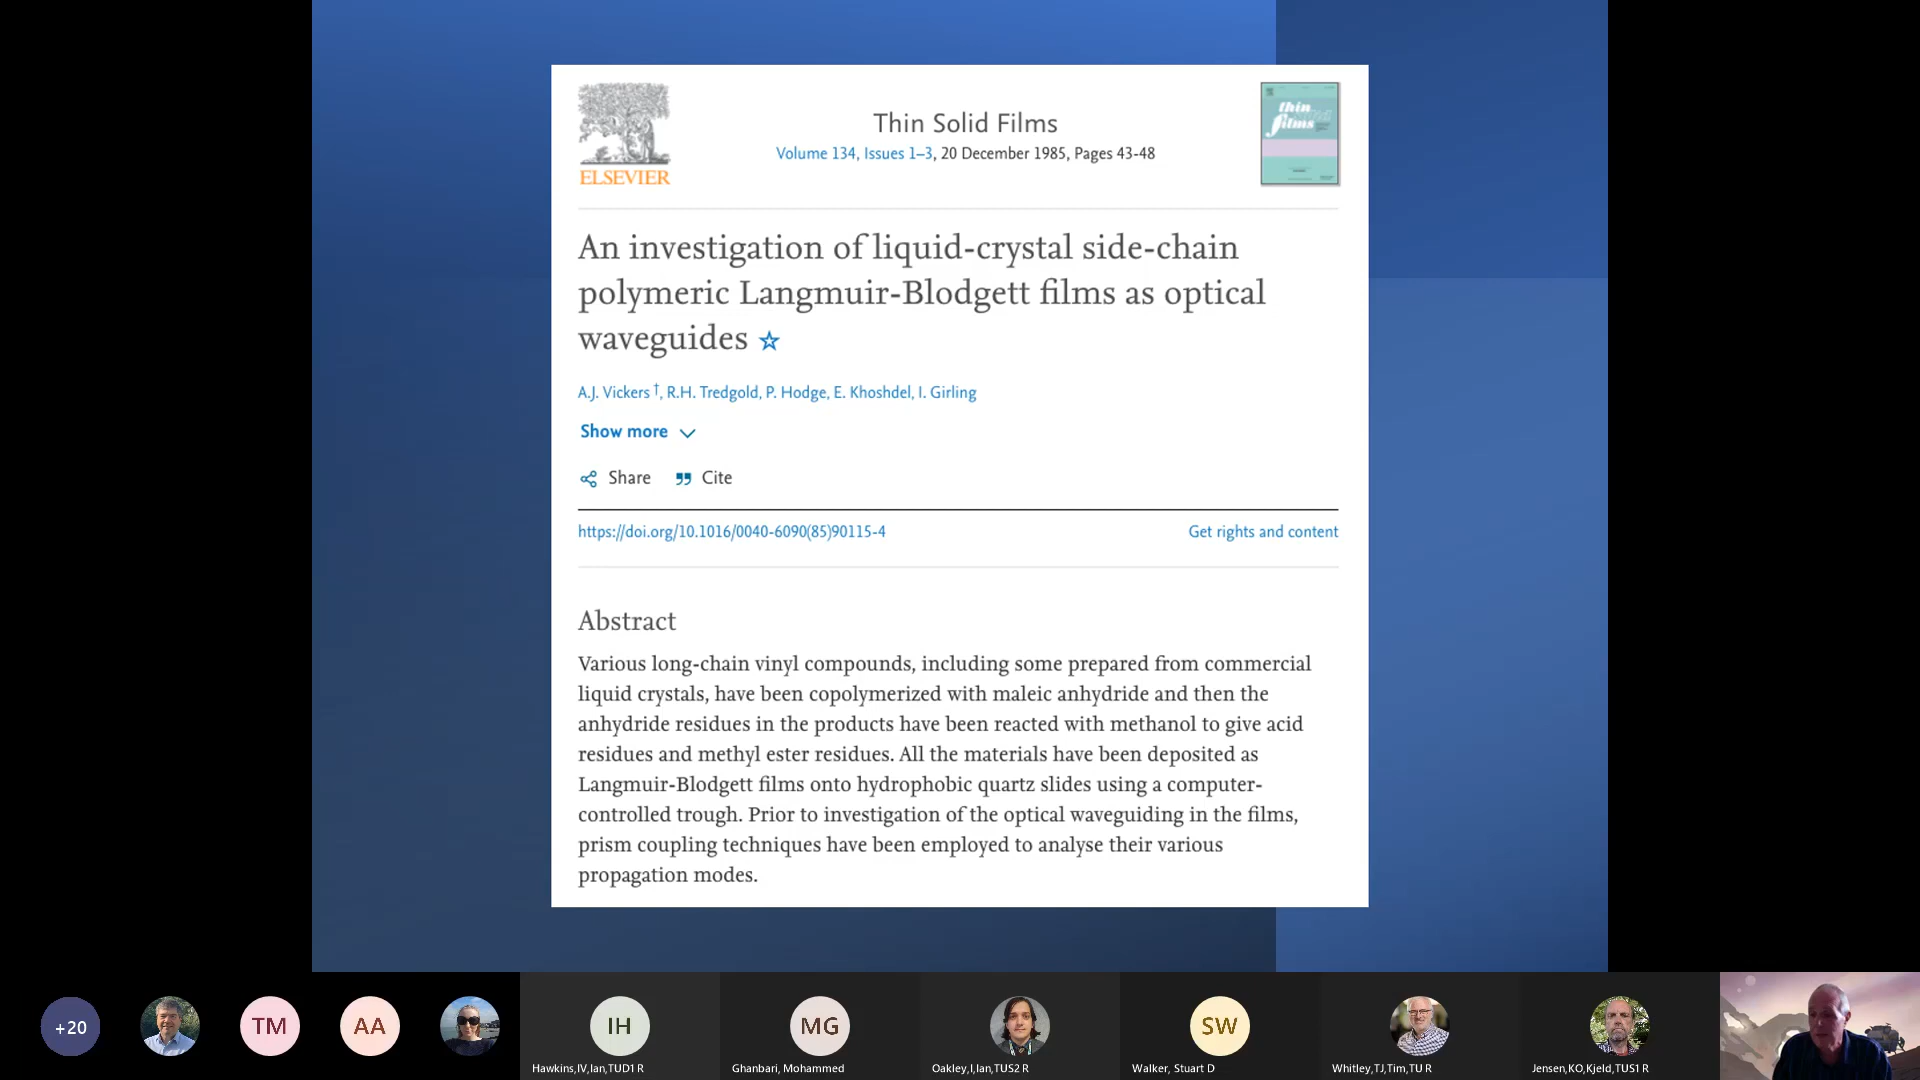 Thin Solid Films
Volume 134, Issues 1–3, 20 December 1985, Pages 43-48
thin
films
ELSEVIER
An investigation of liquid-crystal side-chain
polymeric Langmuir-Blodgett films as optical
waveguides ☆
A.J. Vickers †, R.H. Tredgold, P. Hodge, E. Khoshdel, I. Girling
Show more
Share Cite
https://doi.org/10.1016/0040-6090(85)90115-4 Get rights and content
Abstract
Various long-chain vinyl compounds, including some prepared from commercial
liquid crystals, have been copolymerized with maleic anhydride and then the
anhydride residues in the products have been reacted with methanol to give acid
residues and methyl ester residues. All the materials have been deposited as
Langmuir-Blodgett films onto hydrophobic quartz slides using a computer-
controlled trough. Prior to investigation of the optical waveguiding in the films,
prism coupling techniques have been employed to analyse their various
propagation modes.
+20 TM AA IH MG SW
Hawkins,IV,Ian,TUD1 R Ghanbari, Mohammed Oakley,I,Ian,TUS2 R Walker, Stuart D Whitley,TJ,Tim,TU R Jensen,KO,Kjeld,TUS1 R